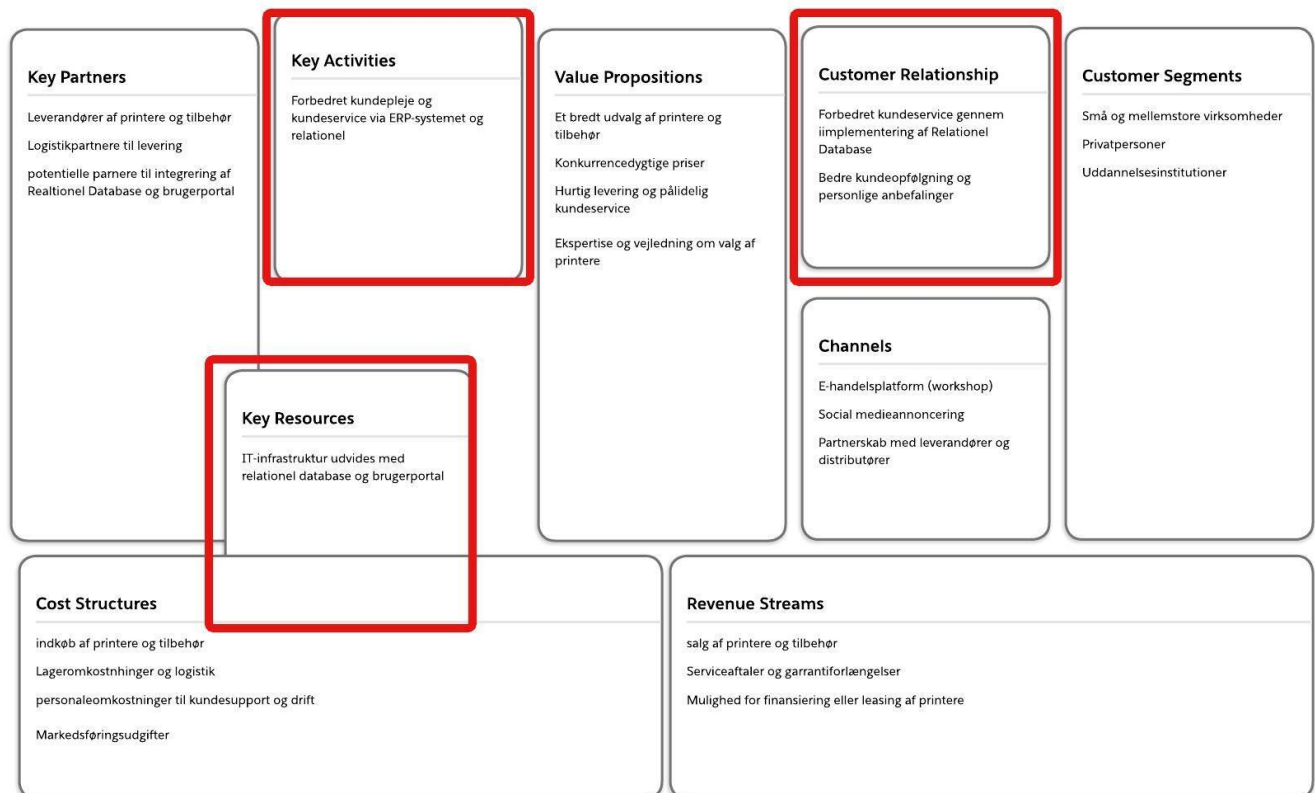 Key Partners
Leverandører af printere og tilbehør
Logistikpartnere til levering
potentielle parnere til integrering af
Realtionel Database og brugerportal
Key Activities
Forbedret kundepleje og
kundeservice via ERP-systemet og
relationel
Key Resources
IT-infrastruktur udvides med
relationel database og brugerportal
Value Propositions
Et bredt udvalg af printere og
tilbehør
Konkurrencedygtige priser
Hurtig levering og pålidelig
kundeservice
Ekspertise og vejledning om valg af
printere
Customer Relationship
Forbedret kundeservice gennem
iimplementering af Relationel
Database
Bedre kundeopfølgning og
personlige anbefalinger
Channels
E-handelsplatform (workshop)
Social medieannoncering
Partnerskab med leverandører og
distributører
Customer Segments
Små og mellemstore virksomheder
Privatpersoner
Uddannelsesinstitutioner
Cost Structures
indkøb af printere og tilbehør
Lageromkostnhinger og logistik
personaleomkostninger til kundesupport og drift
Markedsføringsudgifter
Revenue Streams
salg af printere og tilbehør
Serviceaftaler og garrantiforlængelser
Mulighed for finansiering eller leasing af printere